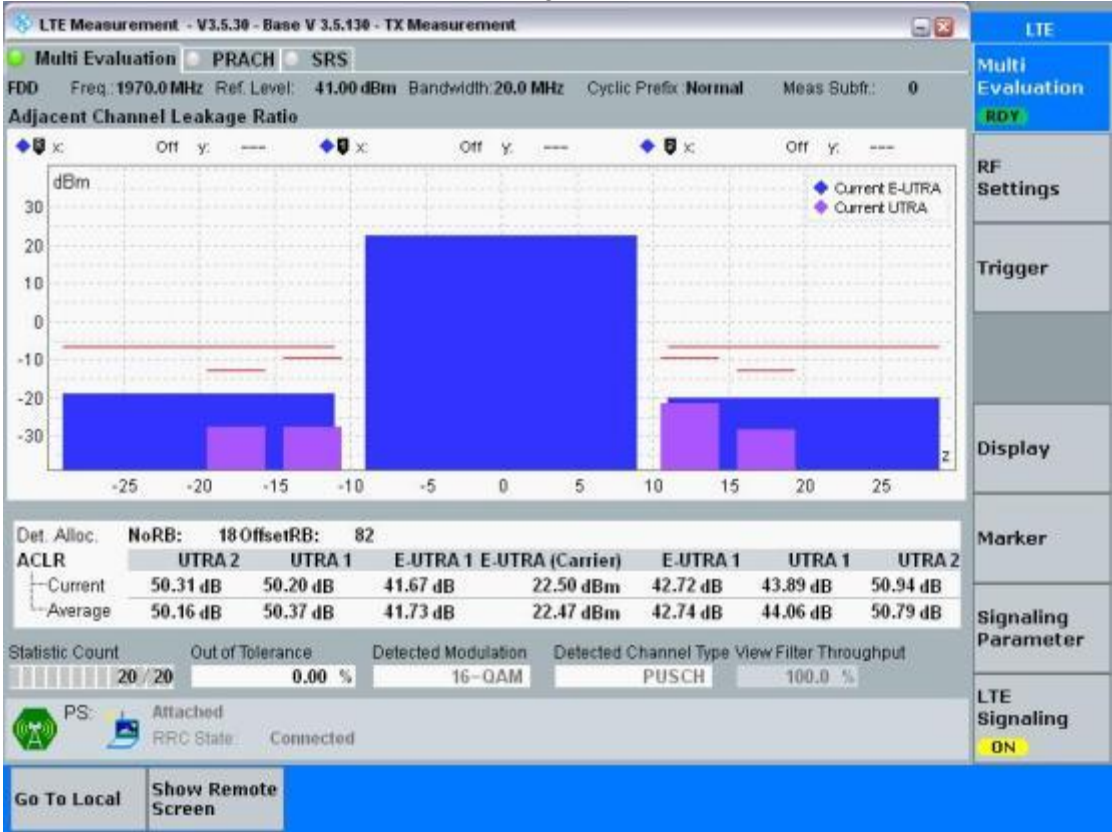 LTE Measurement - V3.5.30 - Base V 3.5.130 - TX Measurement
LTE
Multi Evaluation PRACH SRS
Multi Evaluation
RDY
FDD Freq.: 1970.0 MHz Ref. Level: 41.00 dBm Bandwidth: 20.0 MHz Cyclic Prefix: Normal Meas Subfr.: 0
Adjacent Channel Leakage Ratio
x: Off y: --- x: Off y: --- x: Off y: ---
dBm
Current E-UTRA
Current UTRA
30
20
10
0
-10
-20
-30
z
-25 -20 -15 -10 -5 0 5 10 15 20 25
RF
Settings
Trigger
Display
Marker
Signaling
Parameter
LTE
Signaling
ON
Det. Alloc. NoRB: 18 OffsetRB: 82
ACLR UTRA 2 UTRA 1 E-UTRA 1 E-UTRA (Carrier) E-UTRA 1 UTRA 1 UTRA 2
Current 50.31 dB 50.20 dB 41.67 dB 22.50 dBm 42.72 dB 43.89 dB 50.94 dB
Average 50.16 dB 50.37 dB 41.73 dB 22.47 dBm 42.74 dB 44.06 dB 50.79 dB
Statistic Count Out of Tolerance Detected Modulation Detected Channel Type View Filter Throughput
20 / 20 0.00 % 16-QAM PUSCH 100.0 %
PS: Attached
RRC State: Connected
Go To Local
Show Remote
Screen